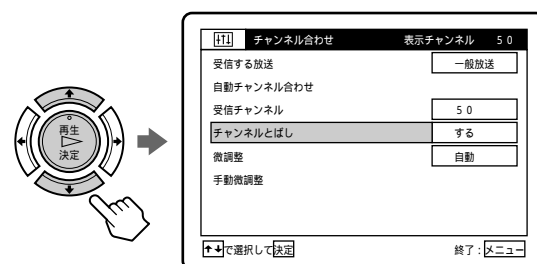 再生
決定
チャンネル合わせ 表示チャンネル 50
受信する放送 一般放送
自動チャンネル合わせ
受信チャンネル 50
チャンネルとばし する
微調整 自動
手動微調整
で選択して決定 終了:メニュー